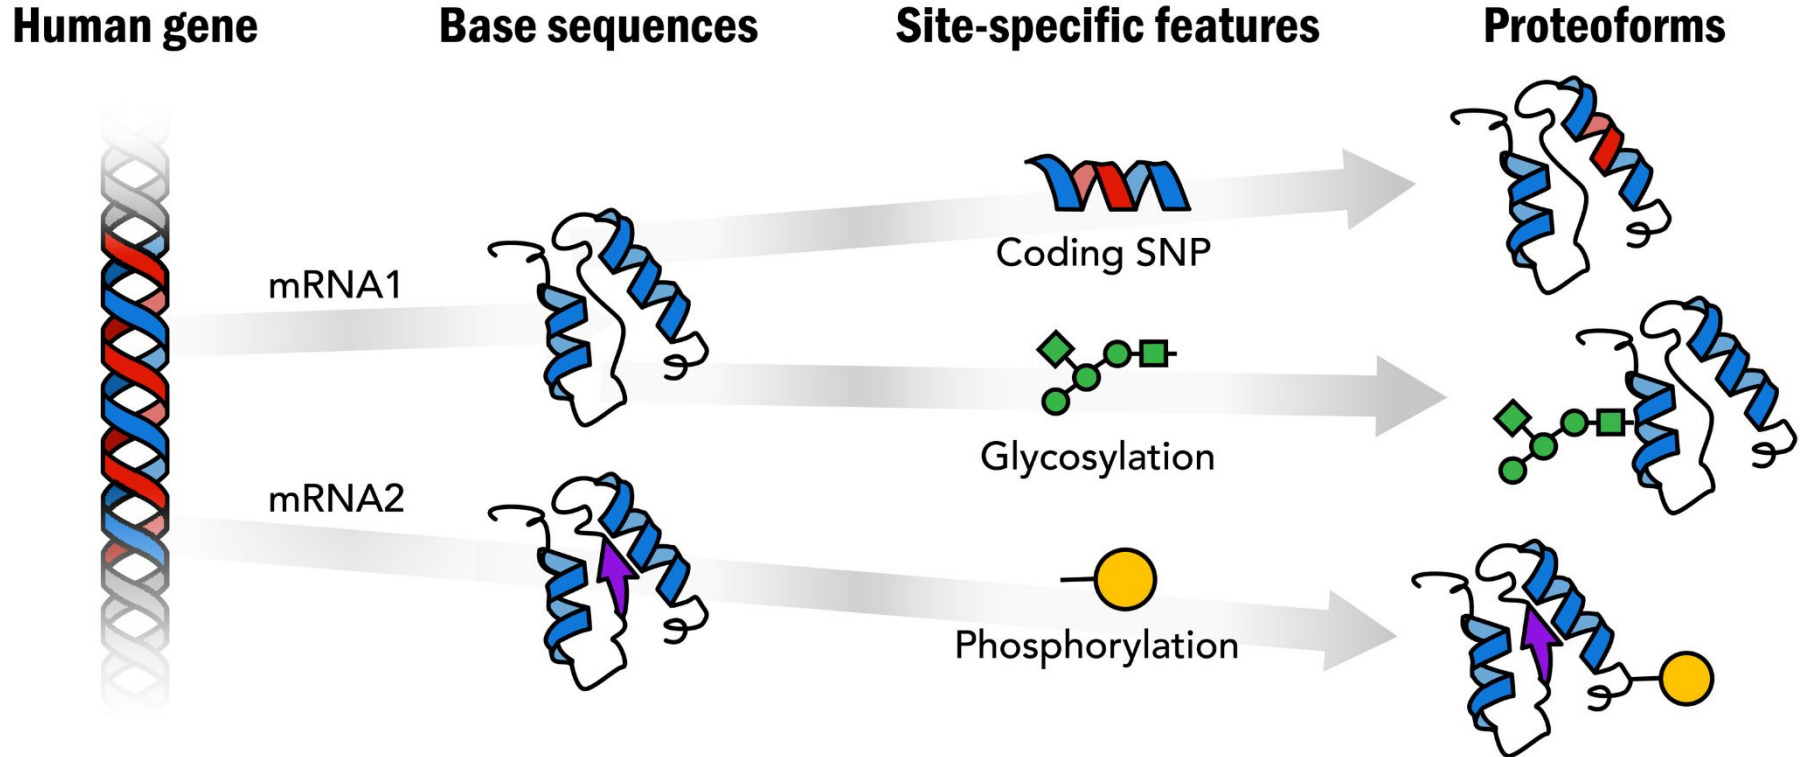 Human gene
Base sequences
Site-specific features
Proteoforms
mRNA1
Coding SNP
Glycosylation
mRNA2
Phosphorylation